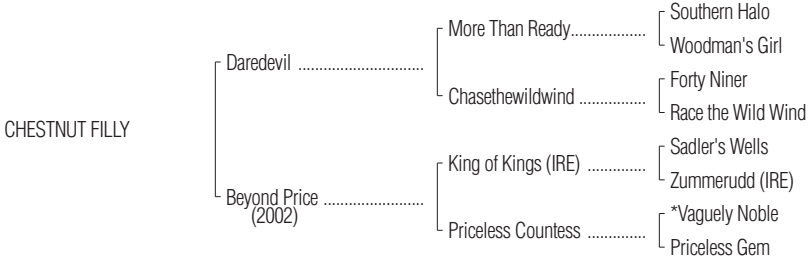 Southern Halo
More Than Ready.................
Woodman's Girl
Daredevil ............................
Forty Niner
Chasethewildwind ...............
Race the Wild Wind
CHESTNUT FILLY
Sadler's Wells
King of Kings (IRE) .............
Zummerudd (IRE)
Beyond Price .......................
(2002)
*Vaguely Noble
Priceless Countess .............
Priceless Gem